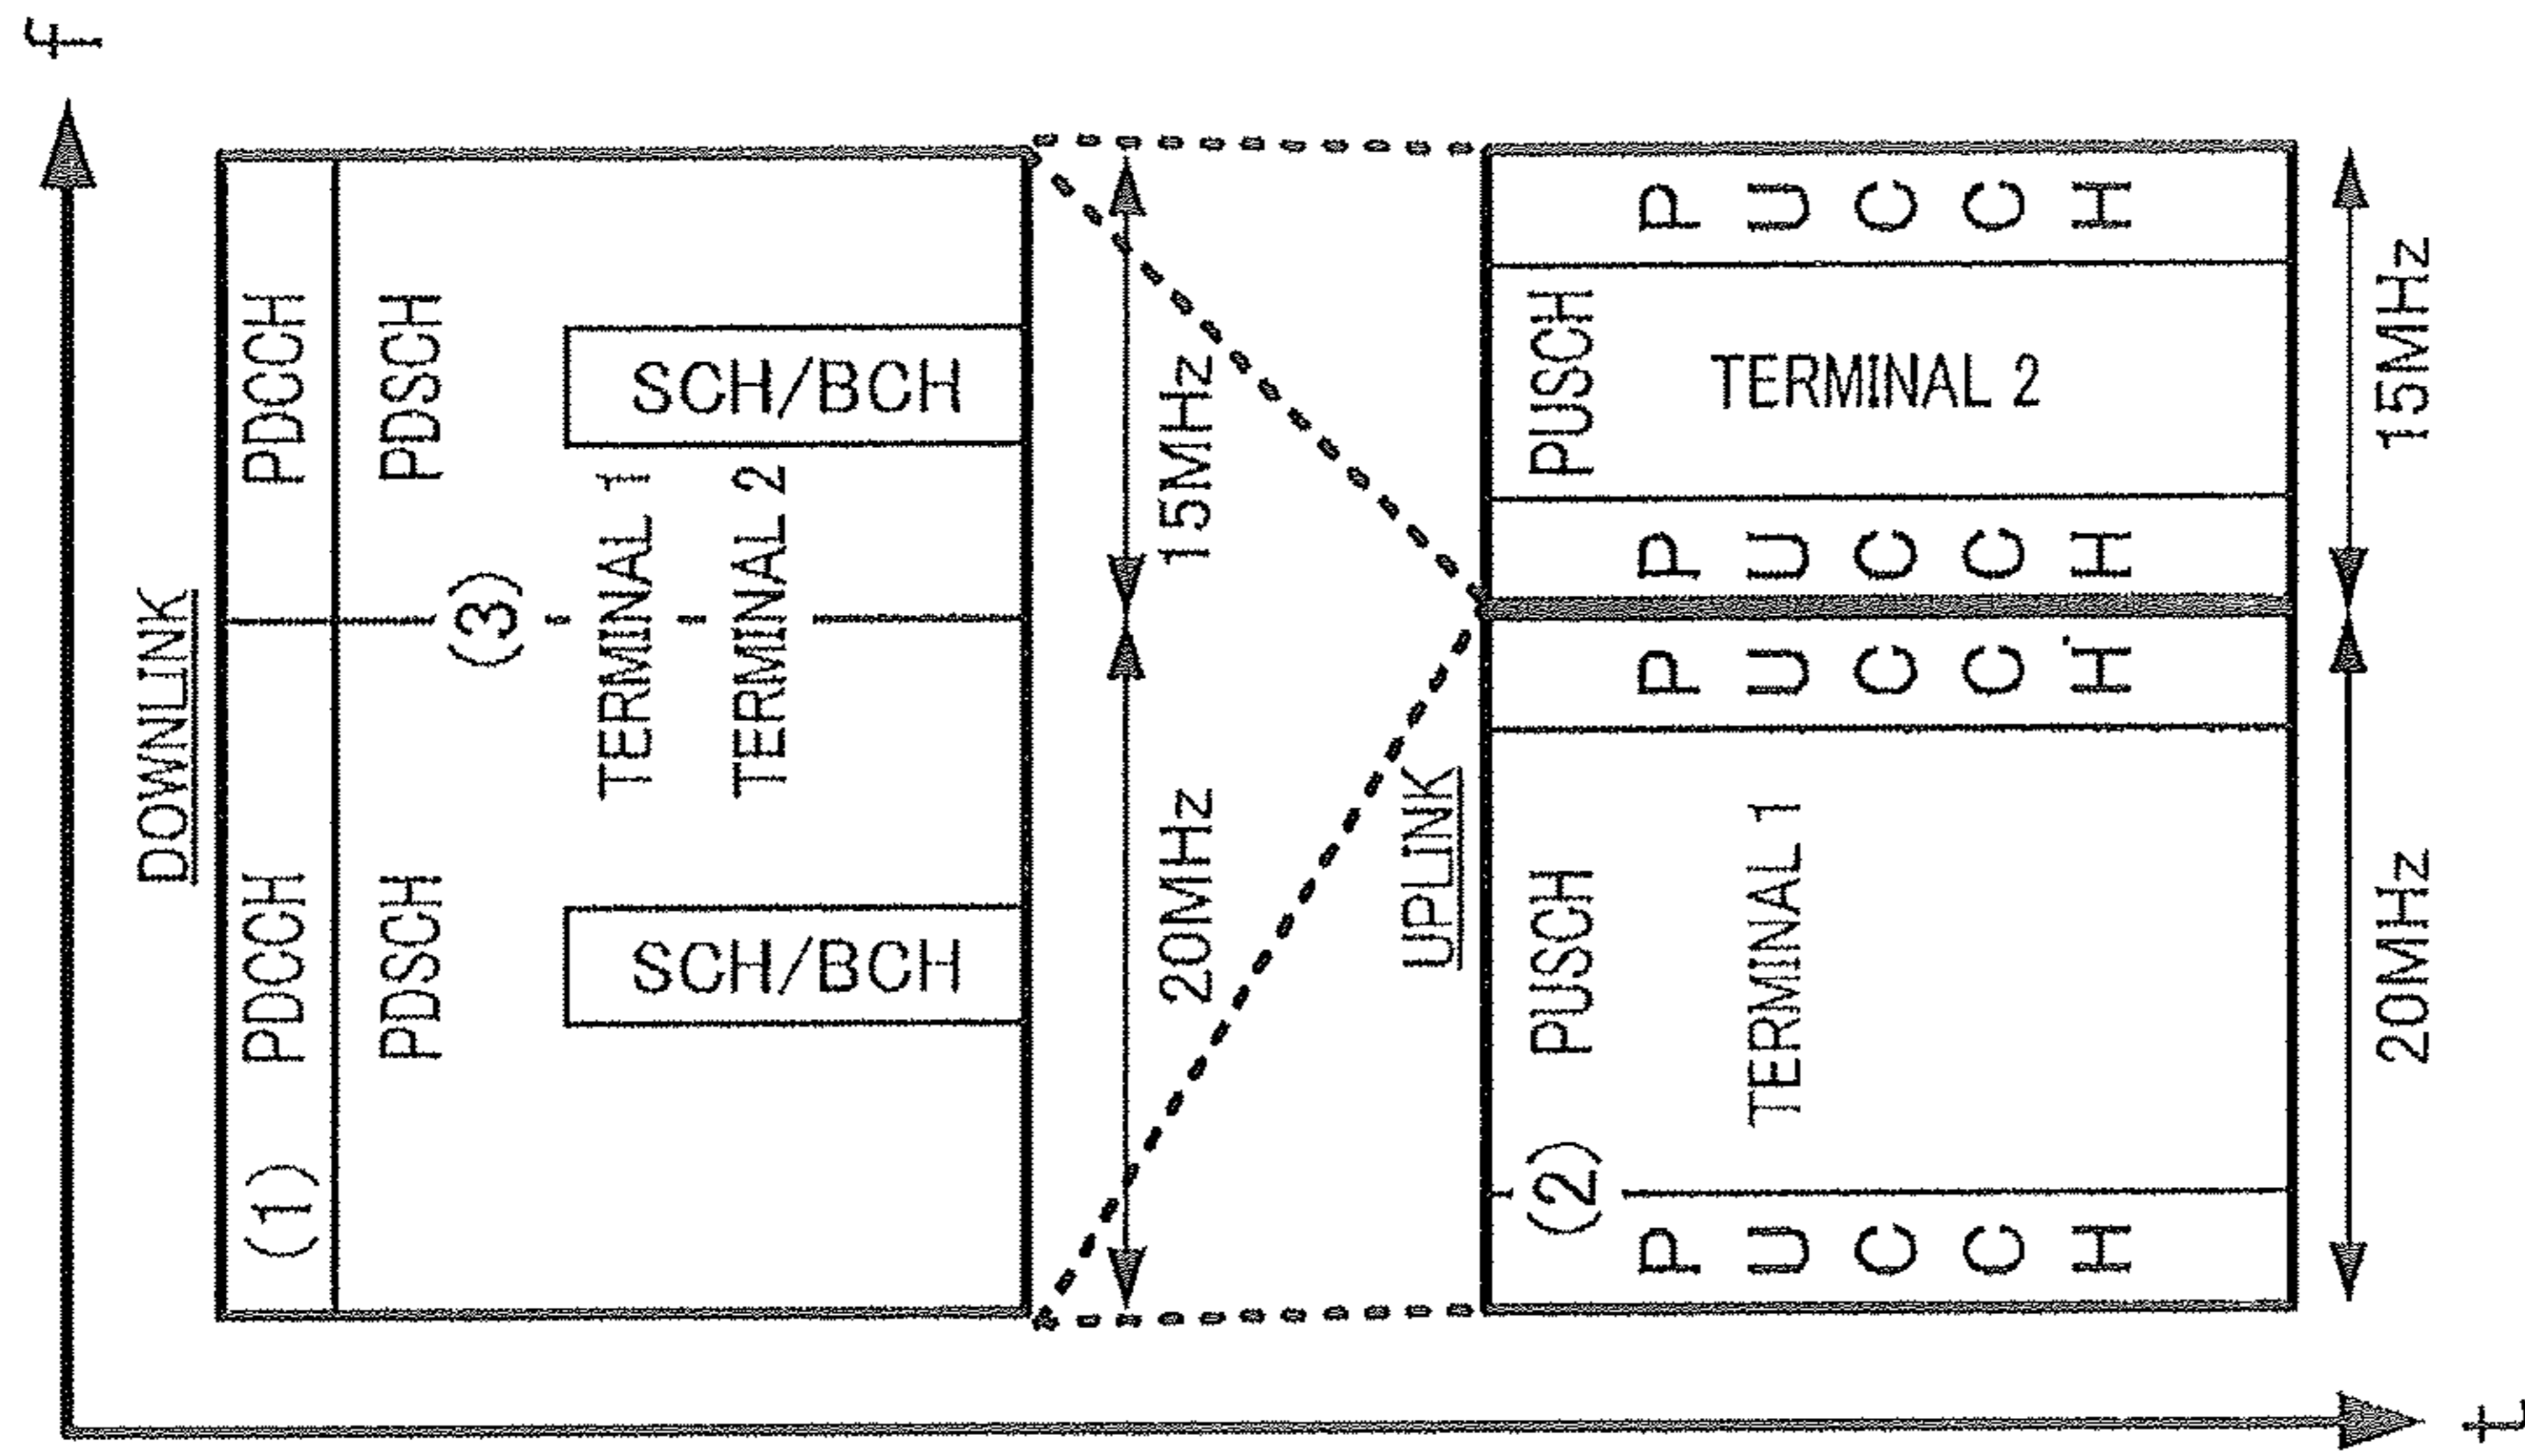 f
DOWNLINK
(1) PDCCH PDCCH
PDSCH PDSCH
(3)
TERMINAL 1
TERMINAL 2
SCH/BCH
SCH/BCH
20MHz 15MHz
UPLINK
(2) PUSCH PUSCH
PUCCH
TERMINAL 1
PUCCH
PUCCH
TERMINAL 2
PUCCH
20MHz 15MHz
t